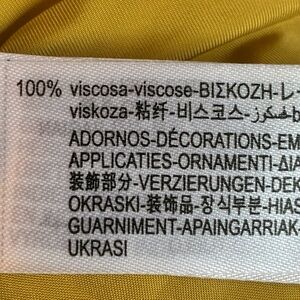 100% viscosa-viscose-ΒΙΣΚΟΖΗ-レ
viskoza-粘纤-비스코스-فسكوز-b
ADORNOS-DÉCORATIONS-EM
APPLICATIES-ORNAMENTI-ΔΙΑ
装飾部分-VERZIERUNGEN-DEK
OKRASKI-装饰品-장식부분-HIAS
GUARNIMENT-APAINGARRIAK-
UKRASI